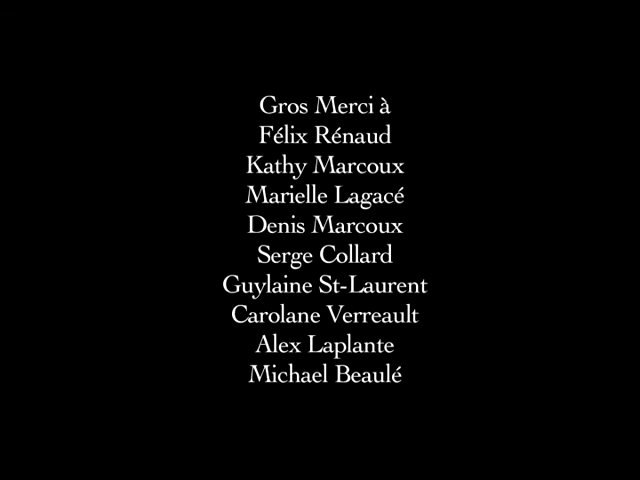 Gros Merci à
Félix Rénaud
Kathy Marcoux
Marielle Lagacé
Denis Marcoux
Serge Collard
Guylaine St-Laurent
Carolane Verreault
Alex Laplante
Michael Beaulé